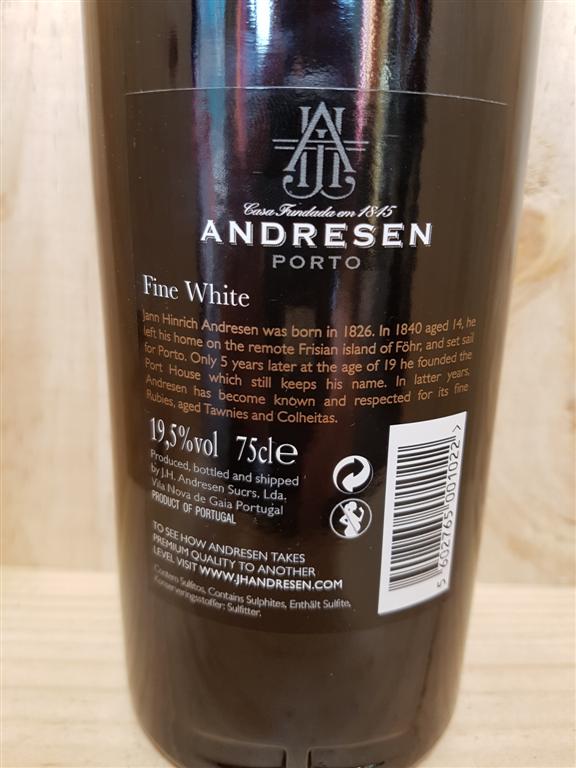 Casa Fundada em 1845
ANDRESEN
PORTO
Fine White
Jann Hinrich Andresen was born in 1826. In 1840 aged 14, he
left his home on the remote Frisian island of Föhr, and set sail
for Porto. Only 5 years later at the age of 19 he founded the
Port House which still keeps his name. In latter years,
Andresen has become known and respected for its fine
Rubies, aged Tawnies and Colheitas.
19,5%vol 75cl e
Produced, bottled and shipped
by J.H. Andresen Sucrs. Lda.
Vila Nova de Gaia Portugal
PRODUCT OF PORTUGAL
TO SEE HOW ANDRESEN TAKES
PREMIUM QUALITY TO ANOTHER
LEVEL VISIT WWW.JHANDRESEN.COM
Contem Sulfitos, Contains Sulphites, Enthält Sulfite,
Konserveringsstoffer: Sulfitter.
5 602765 001022 >